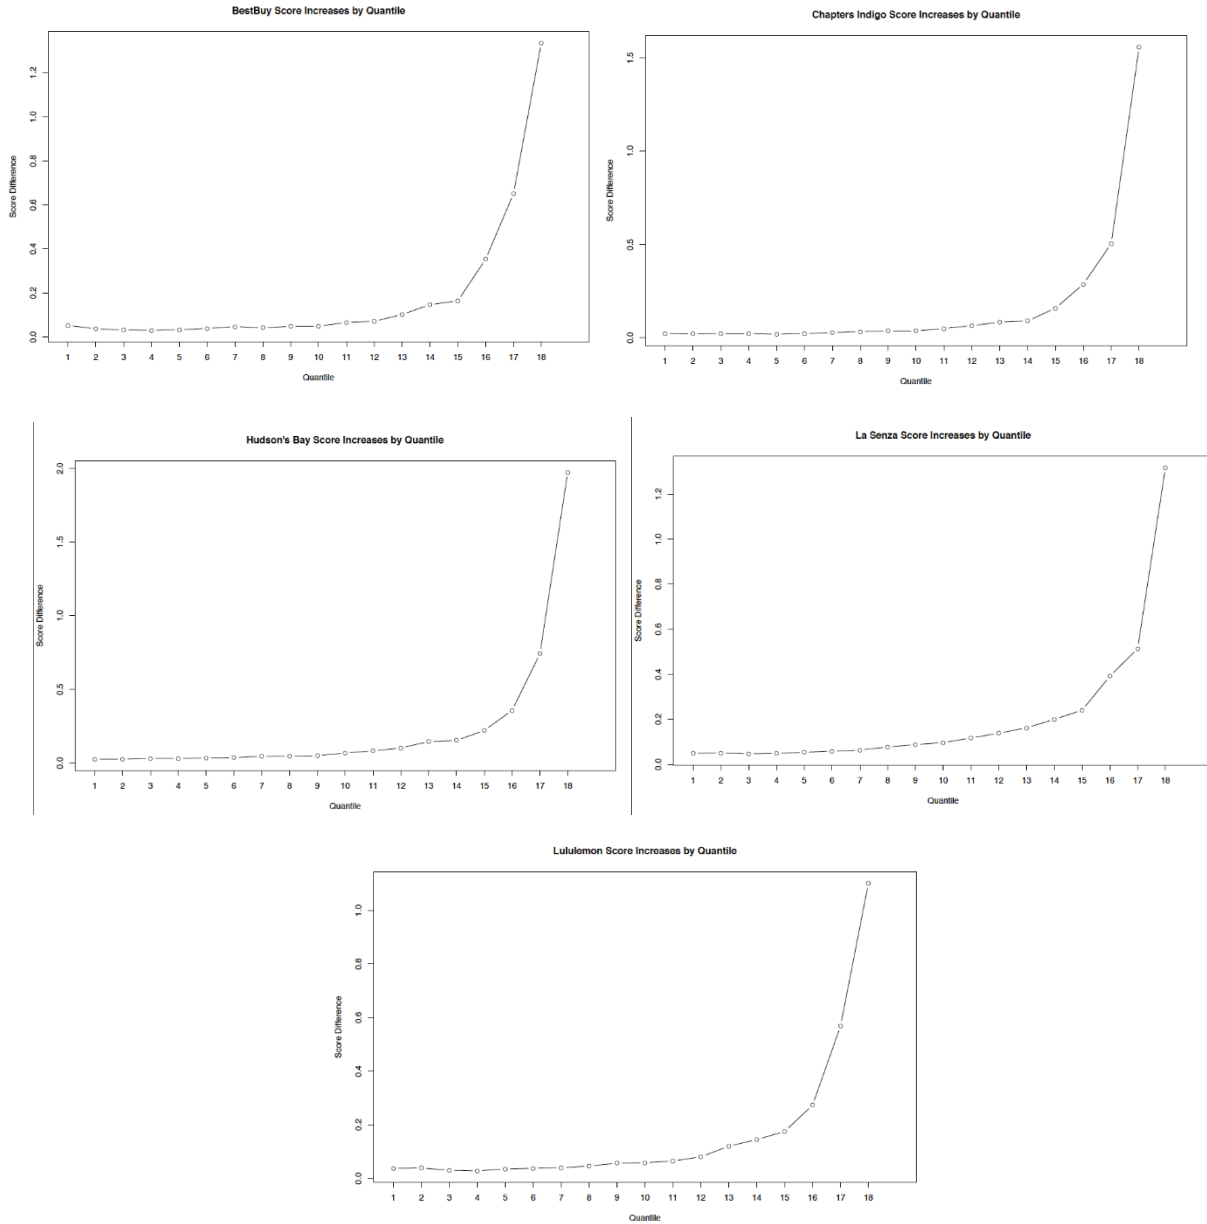 BestBuy Score Increases by Quantile
Score Difference
0.0 0.2 0.4 0.6 0.8 1.0 1.2
1 2 3 4 5 6 7 8 9 10 11 12 13 14 15 16 17 18
Quantile
Chapters Indigo Score Increases by Quantile
Score Difference
0.0 0.5 1.0 1.5
1 2 3 4 5 6 7 8 9 10 11 12 13 14 15 16 17 18
Quantile
Hudson's Bay Score Increases by Quantile
Score Difference
0.0 0.5 1.0 1.5 2.0
1 2 3 4 5 6 7 8 9 10 11 12 13 14 15 16 17 18
Quantile
La Senza Score Increases by Quantile
Score Difference
0.0 0.2 0.4 0.6 0.8 1.0 1.2
1 2 3 4 5 6 7 8 9 10 11 12 13 14 15 16 17 18
Quantile
Lululemon Score Increases by Quantile
Score Difference
0.0 0.2 0.4 0.6 0.8 1.0
1 2 3 4 5 6 7 8 9 10 11 12 13 14 15 16 17 18
Quantile